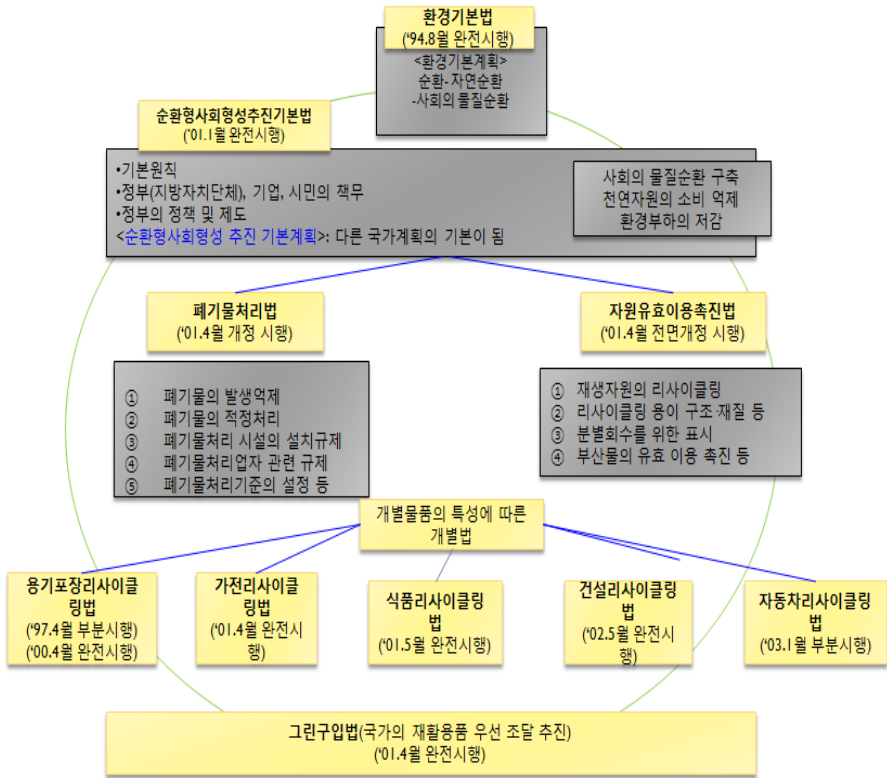 환경기본법
('94.8월 완전시행)
<환경기본계획>
순환-자연순환
-사회의 물질순환
순환형사회형성추진기본법
('01.1월 완전시행)
•기본원칙
•정부(지방자치단체), 기업, 시민의 책무
•정부의 정책 및 제도
<순환형사회형성 추진 기본계획>: 다른 국가계획의 기본이 됨
사회의 물질순환 구축
천연자원의 소비 억제
환경부하의 저감
폐기물처리법
('01.4월 개정 시행)
자원유효이용촉진법
('01.4월 전면개정 시행)
① 폐기물의 발생억제
② 폐기물의 적정처리
③ 폐기물처리 시설의 설치규제
④ 폐기물처리업자 관련 규제
⑤ 폐기물처리기준의 설정 등
① 재생자원의 리사이클링
② 리사이클링 용이 구조·재질 등
③ 분별회수를 위한 표시
④ 부산물의 유효 이용 촉진 등
개별물품의 특성에 따른
개별법
용기포장리사이클
링법
('97.4월 부분시행)
('00.4월 완전시행)
가전리사이클
링법
('01.4월 완전시
행)
식품리사이클링
법
('01.5월 완전시행)
건설리사이클링
법
('02.5월 완전시
행)
자동차리사이클링
법
('03.1월 부분시행)
그린구입법(국가의 재활용품 우선 조달 추진)
('01.4월 완전시행)